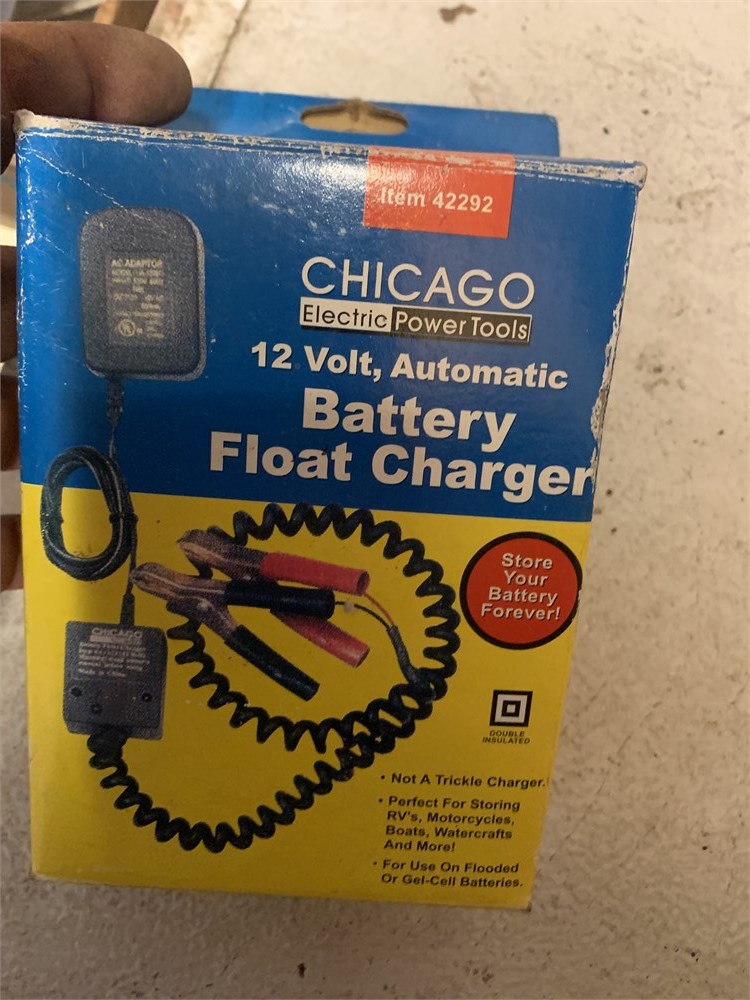 Item 42292
CHICAGO
Electric Power Tools
12 Volt, Automatic
Battery
Float Charger
AC ADAPTOR
Store
Your
Battery
Forever!
CHICAGO
Made in China
DOUBLE
INSULATED
• Not A Trickle Charger.
• Perfect For Storing
RV's, Motorcycles,
Boats, Watercrafts
And More!
• For Use On Flooded
Or Gel-Cell Batteries.